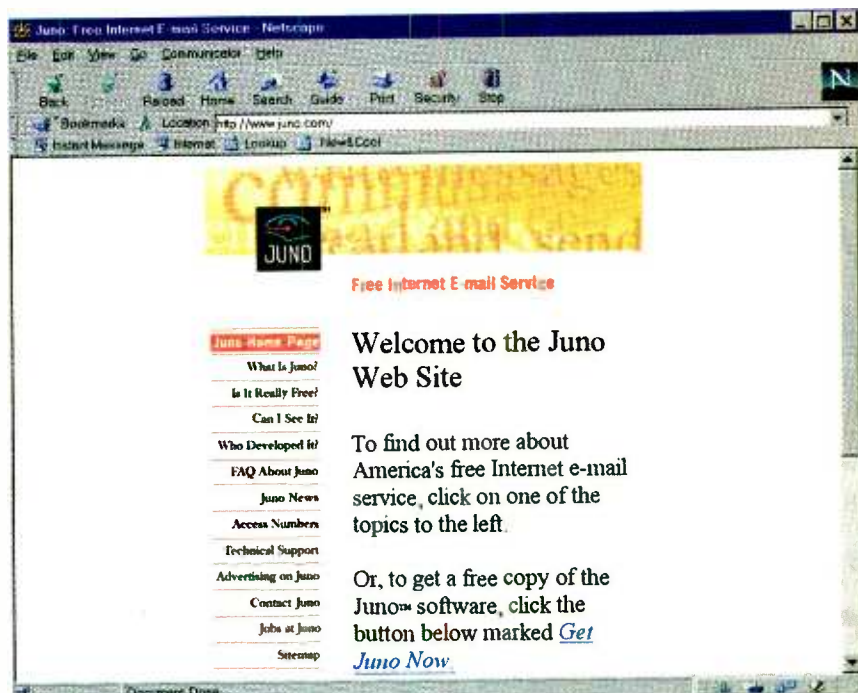 Juno: Free Internet E-mail Service - Netscape
File Edit View Go Communicator Help
Back Reload Home Search Guide Print Security Stop
N
Bookmarks Location: http://www.juno.com/
Instant Message Internet Lookup New&Cool
JUNO
Free Internet E-mail Service
Juno Home Page
What Is Juno?
Is It Really Free?
Can I See It?
Who Developed It?
FAQ About Juno
Juno News
Access Numbers
Technical Support
Advertising on Juno
Contact Juno
Jobs at Juno
Sitemap
Welcome to the Juno
Web Site
To find out more about
America's free Internet e-mail
service, click on one of the
topics to the left.
Or, to get a free copy of the
Juno™ software, click the
button below marked Get
Juno Now
Document: Done